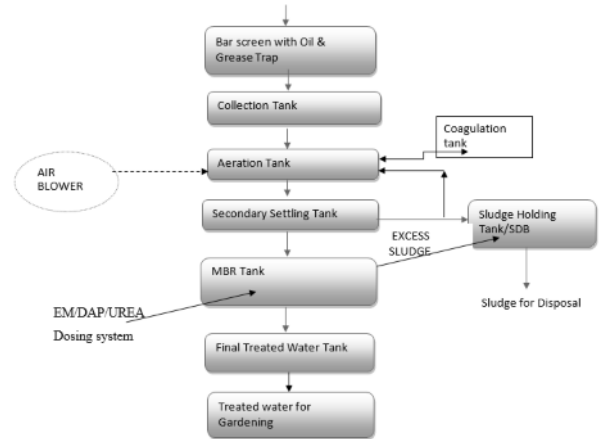 Bar screen with Oil &
Grease Trap
Collection Tank
Coagulation
tank
Aeration Tank
AIR
BLOWER
Secondary Settling Tank
Sludge Holding
Tank/SDB
EXCESS
SLUDGE
MBR Tank
Sludge for Disposal
EM/DAP/UREA
Dosing system
Final Treated Water Tank
Treated water for
Gardening